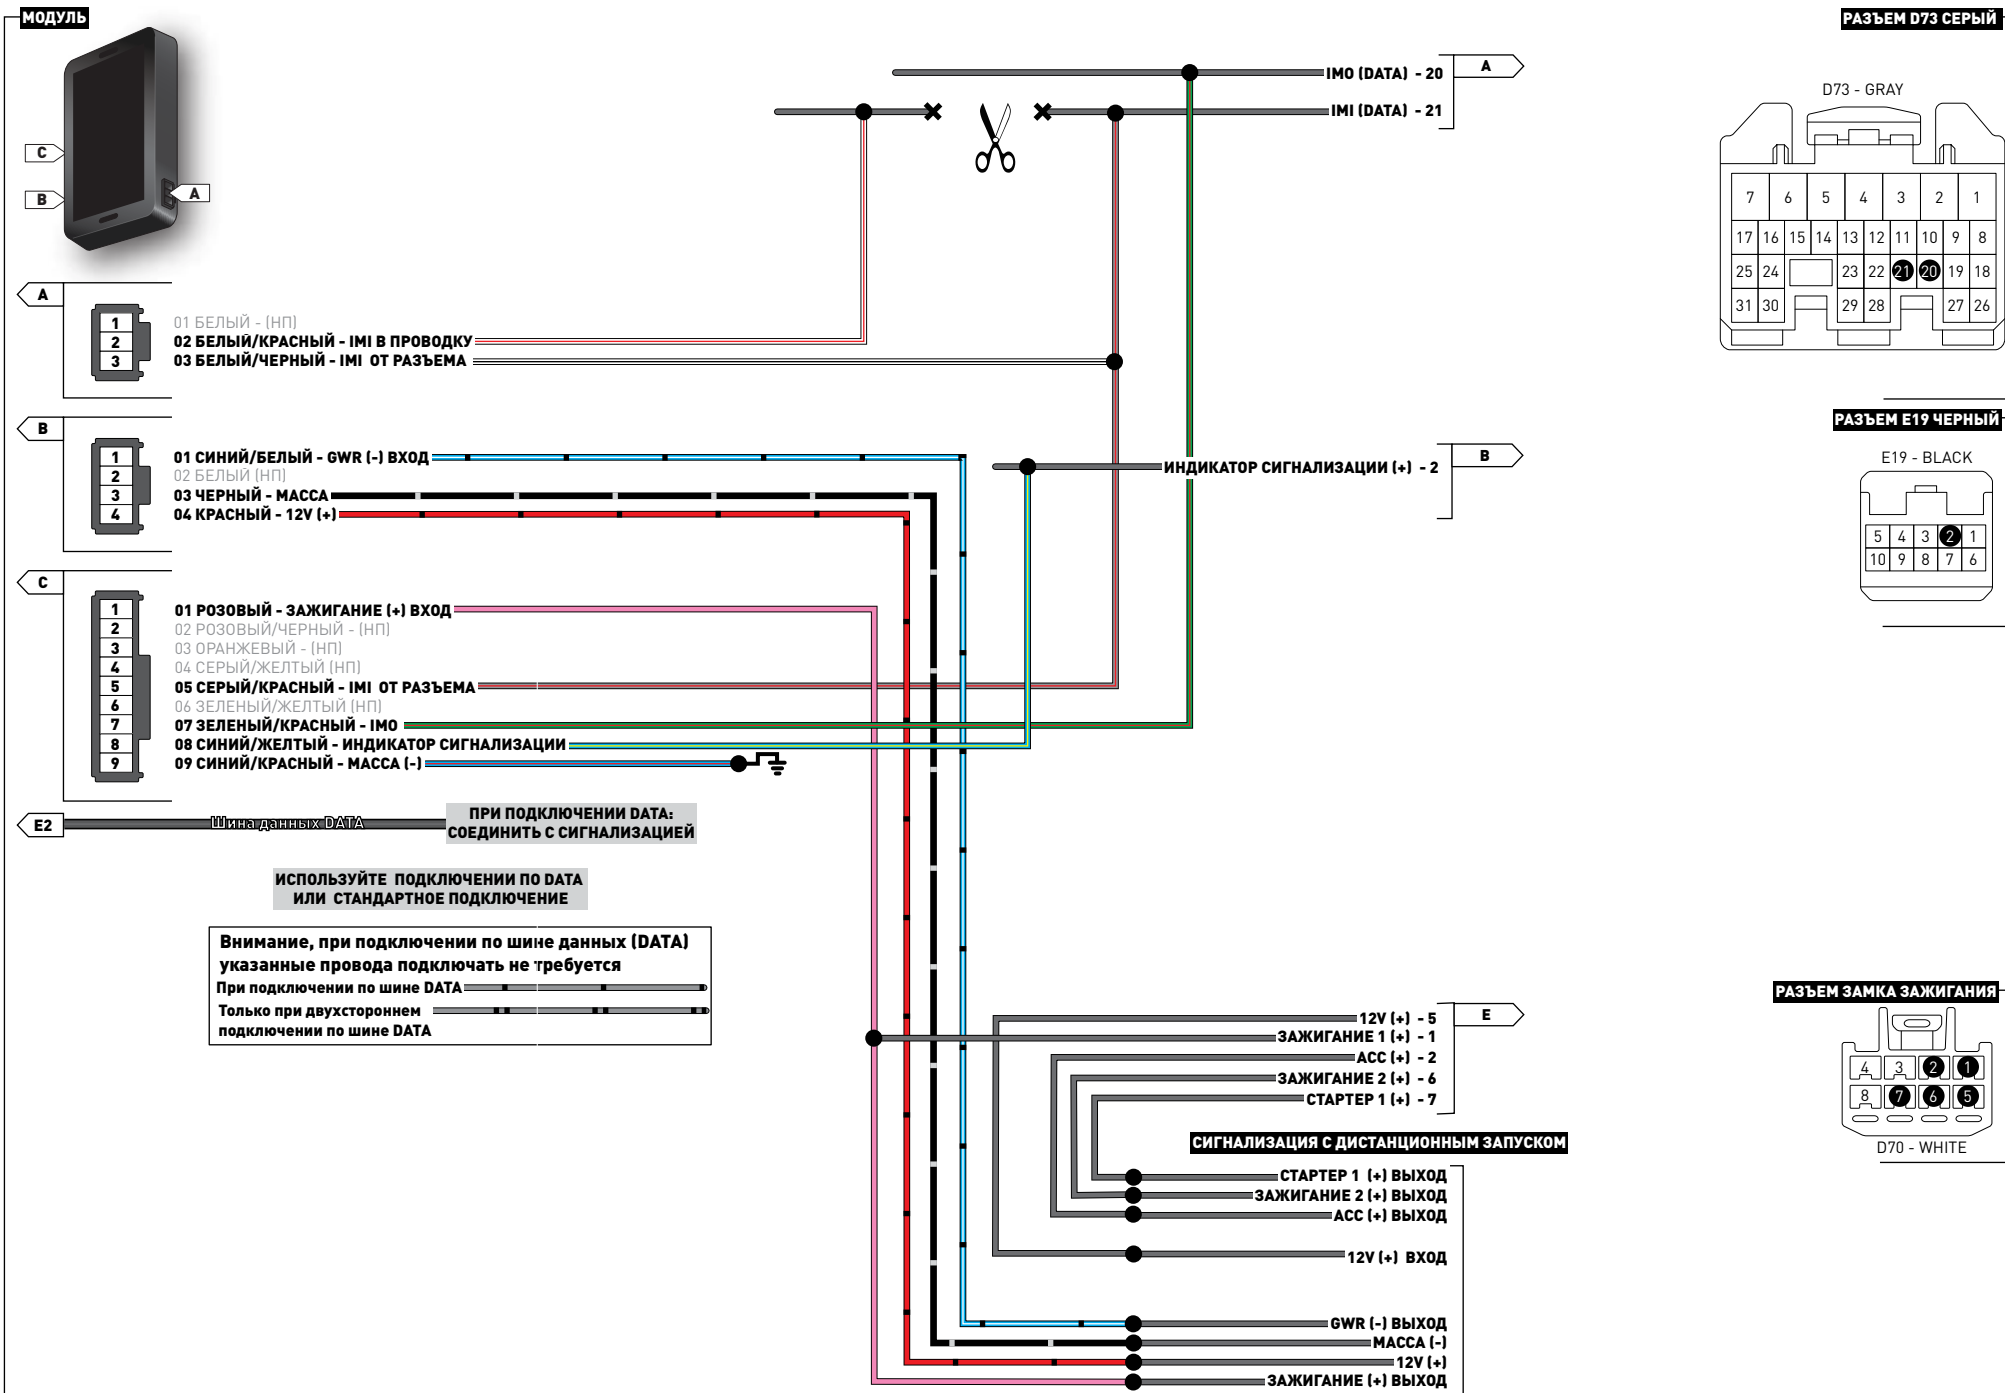 МОДУЛЬ
C
B
A
A
1
2
3
01 БЕЛЫЙ - (НП)
02 БЕЛЫЙ/КРАСНЫЙ - IMI В ПРОВОДКУ
03 БЕЛЫЙ/ЧЕРНЫЙ - IMI ОТ РАЗЪЕМА
B
1
2
3
4
01 СИНИЙ/БЕЛЫЙ - GWR (-) ВХОД
02 БЕЛЫЙ (НП)
03 ЧЕРНЫЙ - МАССА
04 КРАСНЫЙ - 12V (+)
C
1
2
3
4
5
6
7
8
9
01 РОЗОВЫЙ - ЗАЖИГАНИЕ (+) ВХОД
02 РОЗОВЫЙ/ЧЕРНЫЙ - (НП)
03 ОРАНЖЕВЫЙ - (НП)
04 СЕРЫЙ/ЖЕЛТЫЙ (НП)
05 СЕРЫЙ/КРАСНЫЙ - IMI ОТ РАЗЪЕМА
06 ЗЕЛЕНЫЙ/ЖЕЛТЫЙ (НП)
07 ЗЕЛЕНЫЙ/КРАСНЫЙ - IMO
08 СИНИЙ/ЖЕЛТЫЙ - ИНДИКАТОР СИГНАЛИЗАЦИИ
09 СИНИЙ/КРАСНЫЙ - МАССА (-)
E2
Шина данных DATA
ПРИ ПОДКЛЮЧЕНИИ DATA:
СОЕДИНИТЬ С СИГНАЛИЗАЦИЕЙ
ИСПОЛЬЗУЙТЕ ПОДКЛЮЧЕНИИ ПО DATA
ИЛИ СТАНДАРТНОЕ ПОДКЛЮЧЕНИЕ
Внимание, при подключении по шине данных (DATA)
указанные провода подключать не требуется
При подключении по шине DATA
Только при двухстороннем
подключении по шине DATA
IMO (DATA) - 20
IMI (DATA) - 21
A
ИНДИКАТОР СИГНАЛИЗАЦИИ (+) - 2
B
12V (+) - 5
ЗАЖИГАНИЕ 1 (+) - 1
ACC (+) - 2
ЗАЖИГАНИЕ 2 (+) - 6
СТАРТЕР 1 (+) - 7
E
СИГНАЛИЗАЦИЯ С ДИСТАНЦИОННЫМ ЗАПУСКОМ
СТАРТЕР 1 (+) ВЫХОД
ЗАЖИГАНИЕ 2 (+) ВЫХОД
ACC (+) ВЫХОД
12V (+) ВХОД
GWR (-) ВЫХОД
МАССА (-)
12V (+)
ЗАЖИГАНИЕ (+) ВЫХОД
РАЗЪЕМ D73 СЕРЫЙ
D73 - GRAY
7 6 5 4 3 2 1
17 16 15 14 13 12 11 10 9 8
25 24 23 22 21 20 19 18
31 30 29 28 27 26
РАЗЪЕМ E19 ЧЕРНЫЙ
E19 - BLACK
5 4 3 2 1
10 9 8 7 6
РАЗЪЕМ ЗАМКА ЗАЖИГАНИЯ
4 3 2 1
8 7 6 5
D70 - WHITE